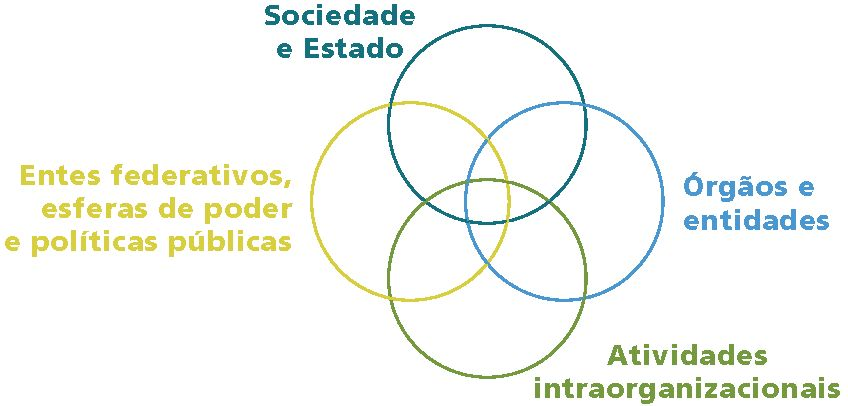 Sociedade
e Estado
Entes federativos,
esferas de poder
e políticas públicas
Órgãos e
entidades
Atividades
intraorganizacionais